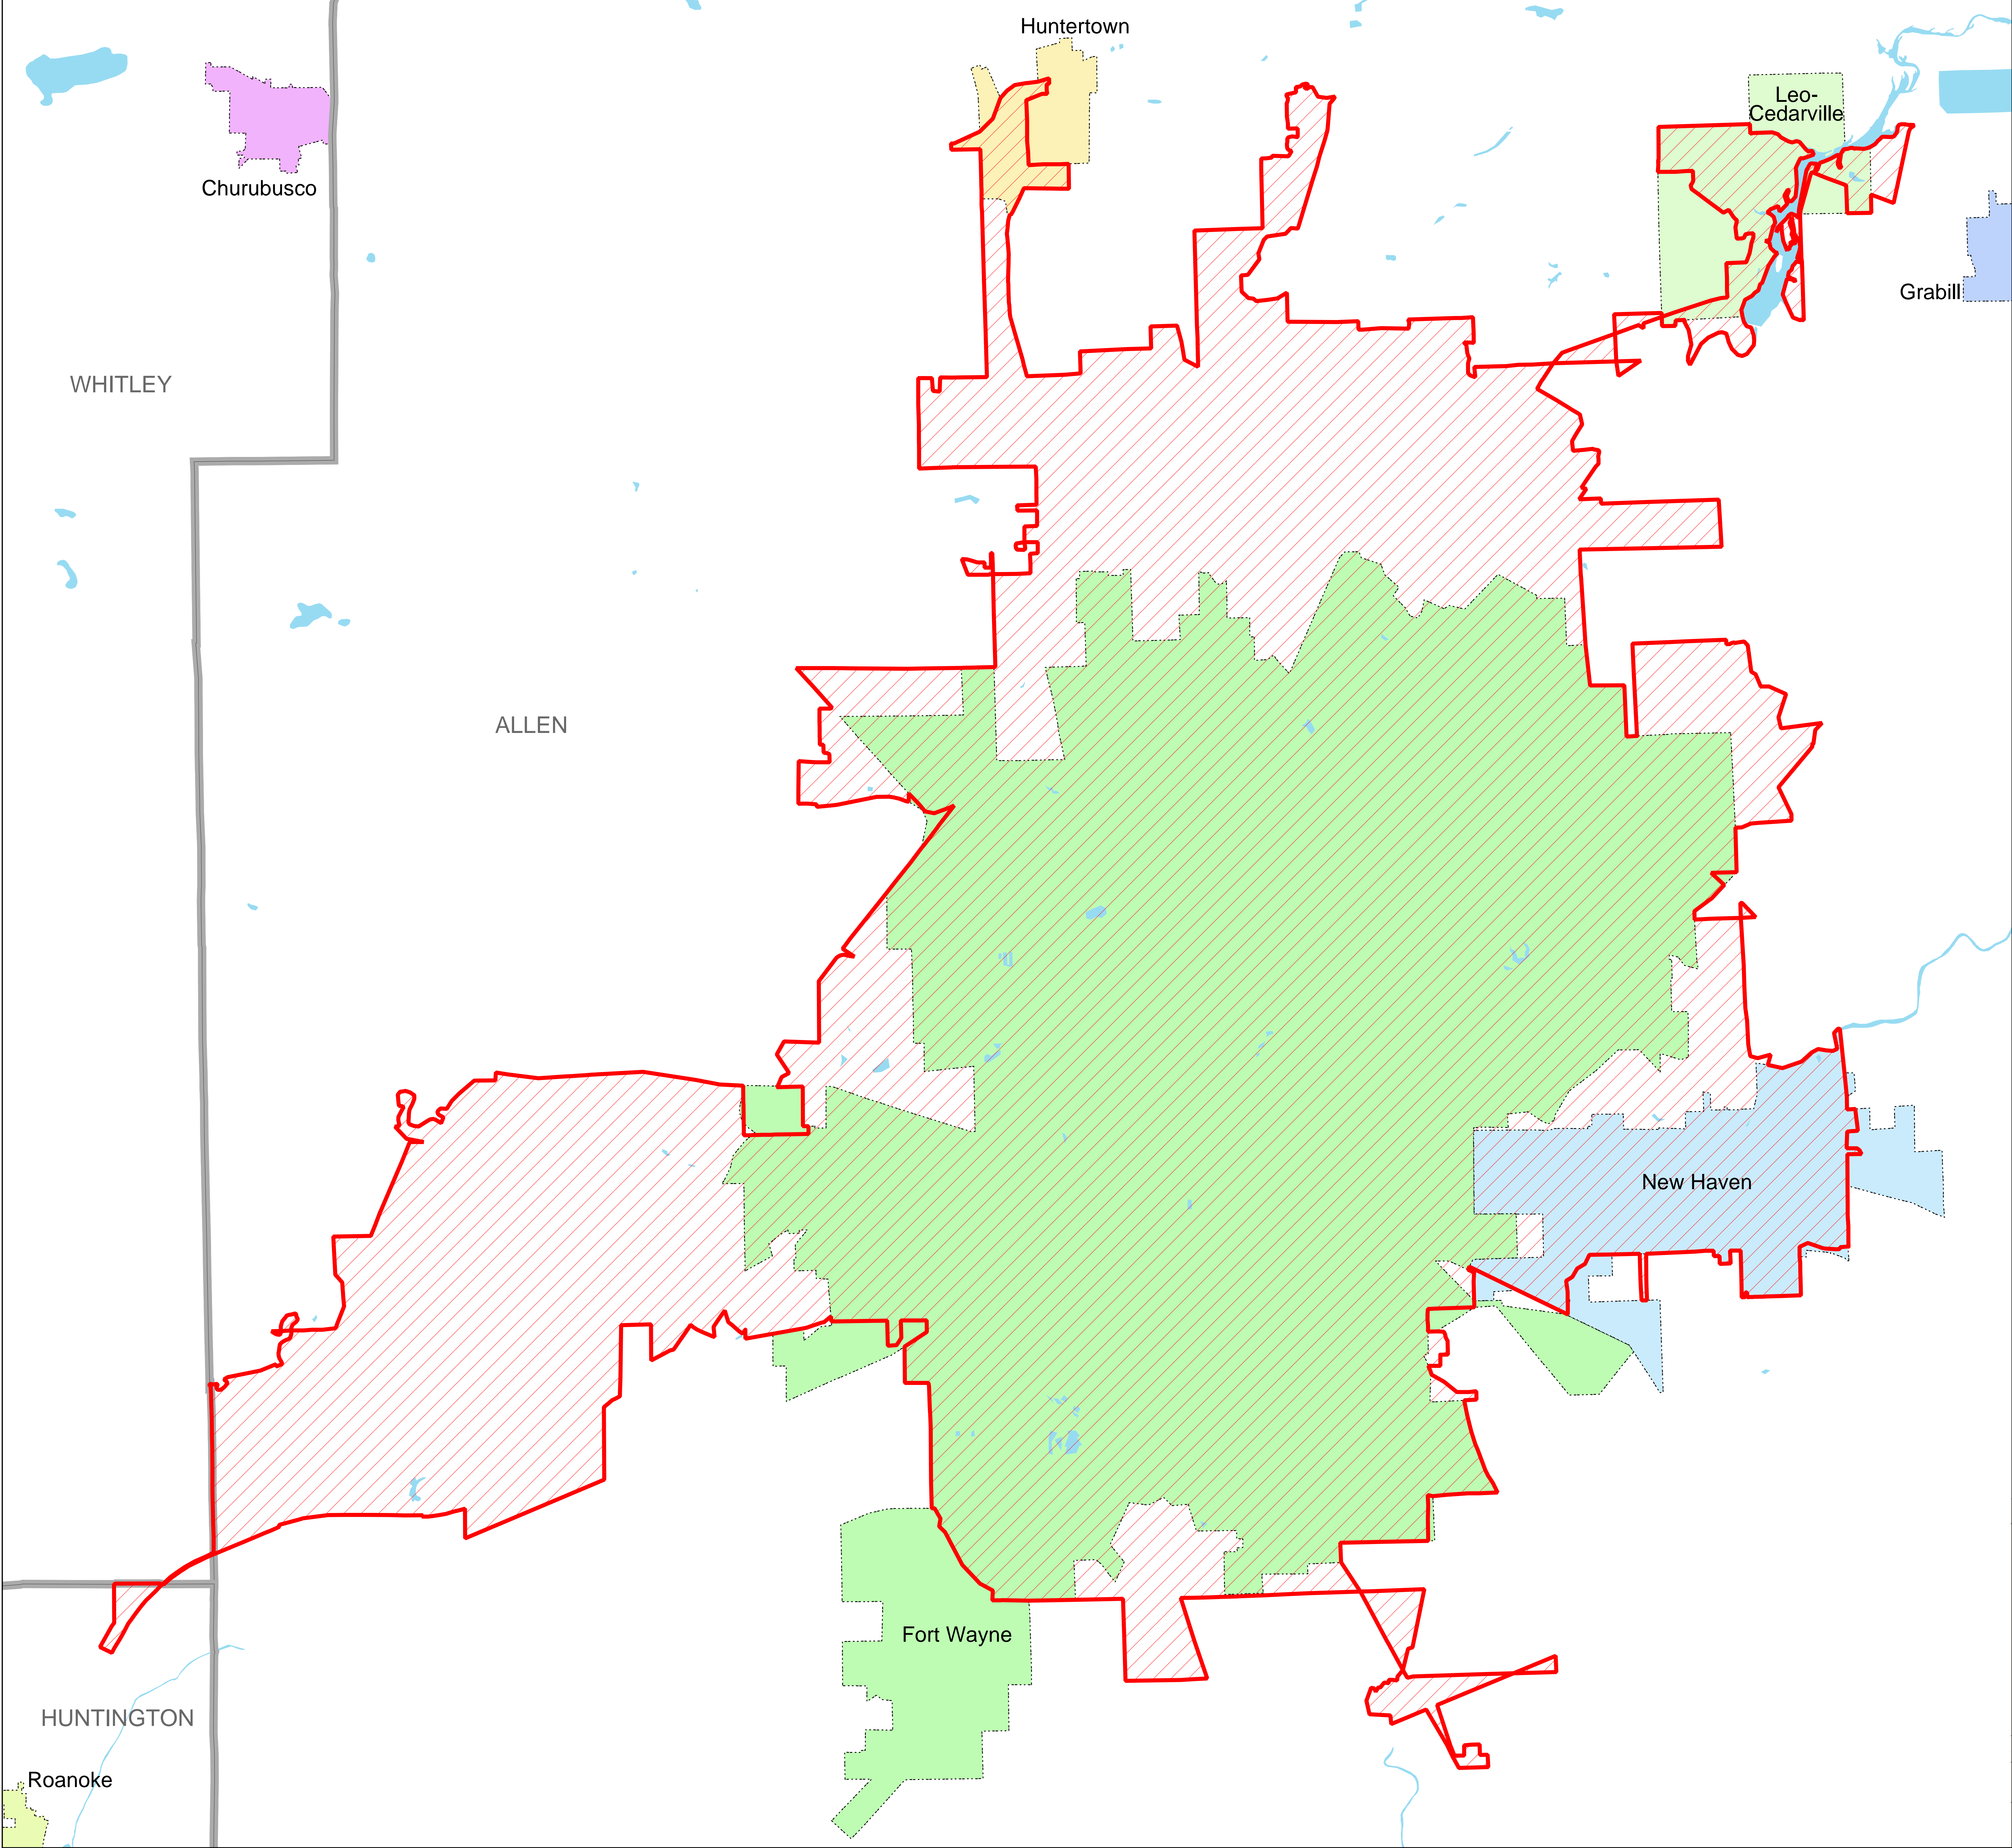 Huntertown
Leo-
Cedarville
Churubusco
Grabill
WHITLEY
ALLEN
New Haven
Fort Wayne
HUNTINGTON
Roanoke